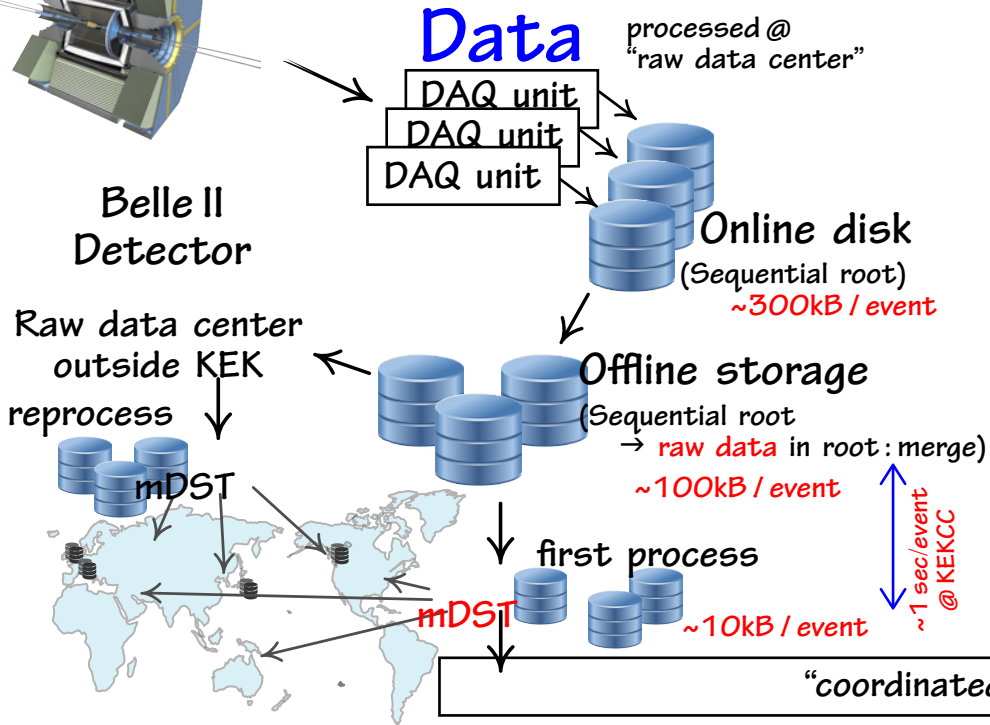 Data
processed @
“raw data center”
DAQ unit
DAQ unit
DAQ unit
Belle II
Detector
Online disk
(Sequential root)
~300kB / event
Raw data center
outside KEK
reprocess
mDST
Offline storage
(Sequential root
→ raw data in root : merge)
~100kB / event
~1 sec/event
@ KEKCC
first process
mDST
~10kB / event
“coordinated